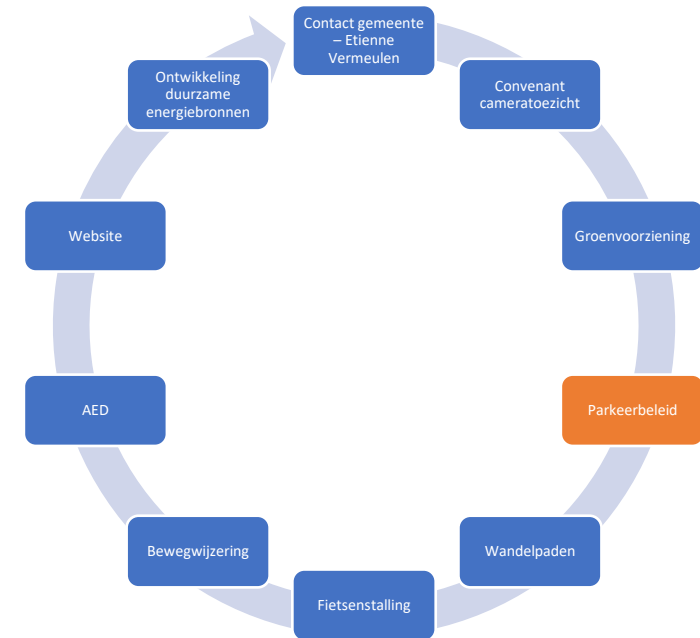 Contact gemeente
– Etienne
Vermeulen
Convenant
cameratoezicht
Groenvoorziening
Parkeerbeleid
Wandelpaden
Fietsenstalling
Bewegwijzering
AED
Website
Ontwikkeling
duurzame
energiebronnen